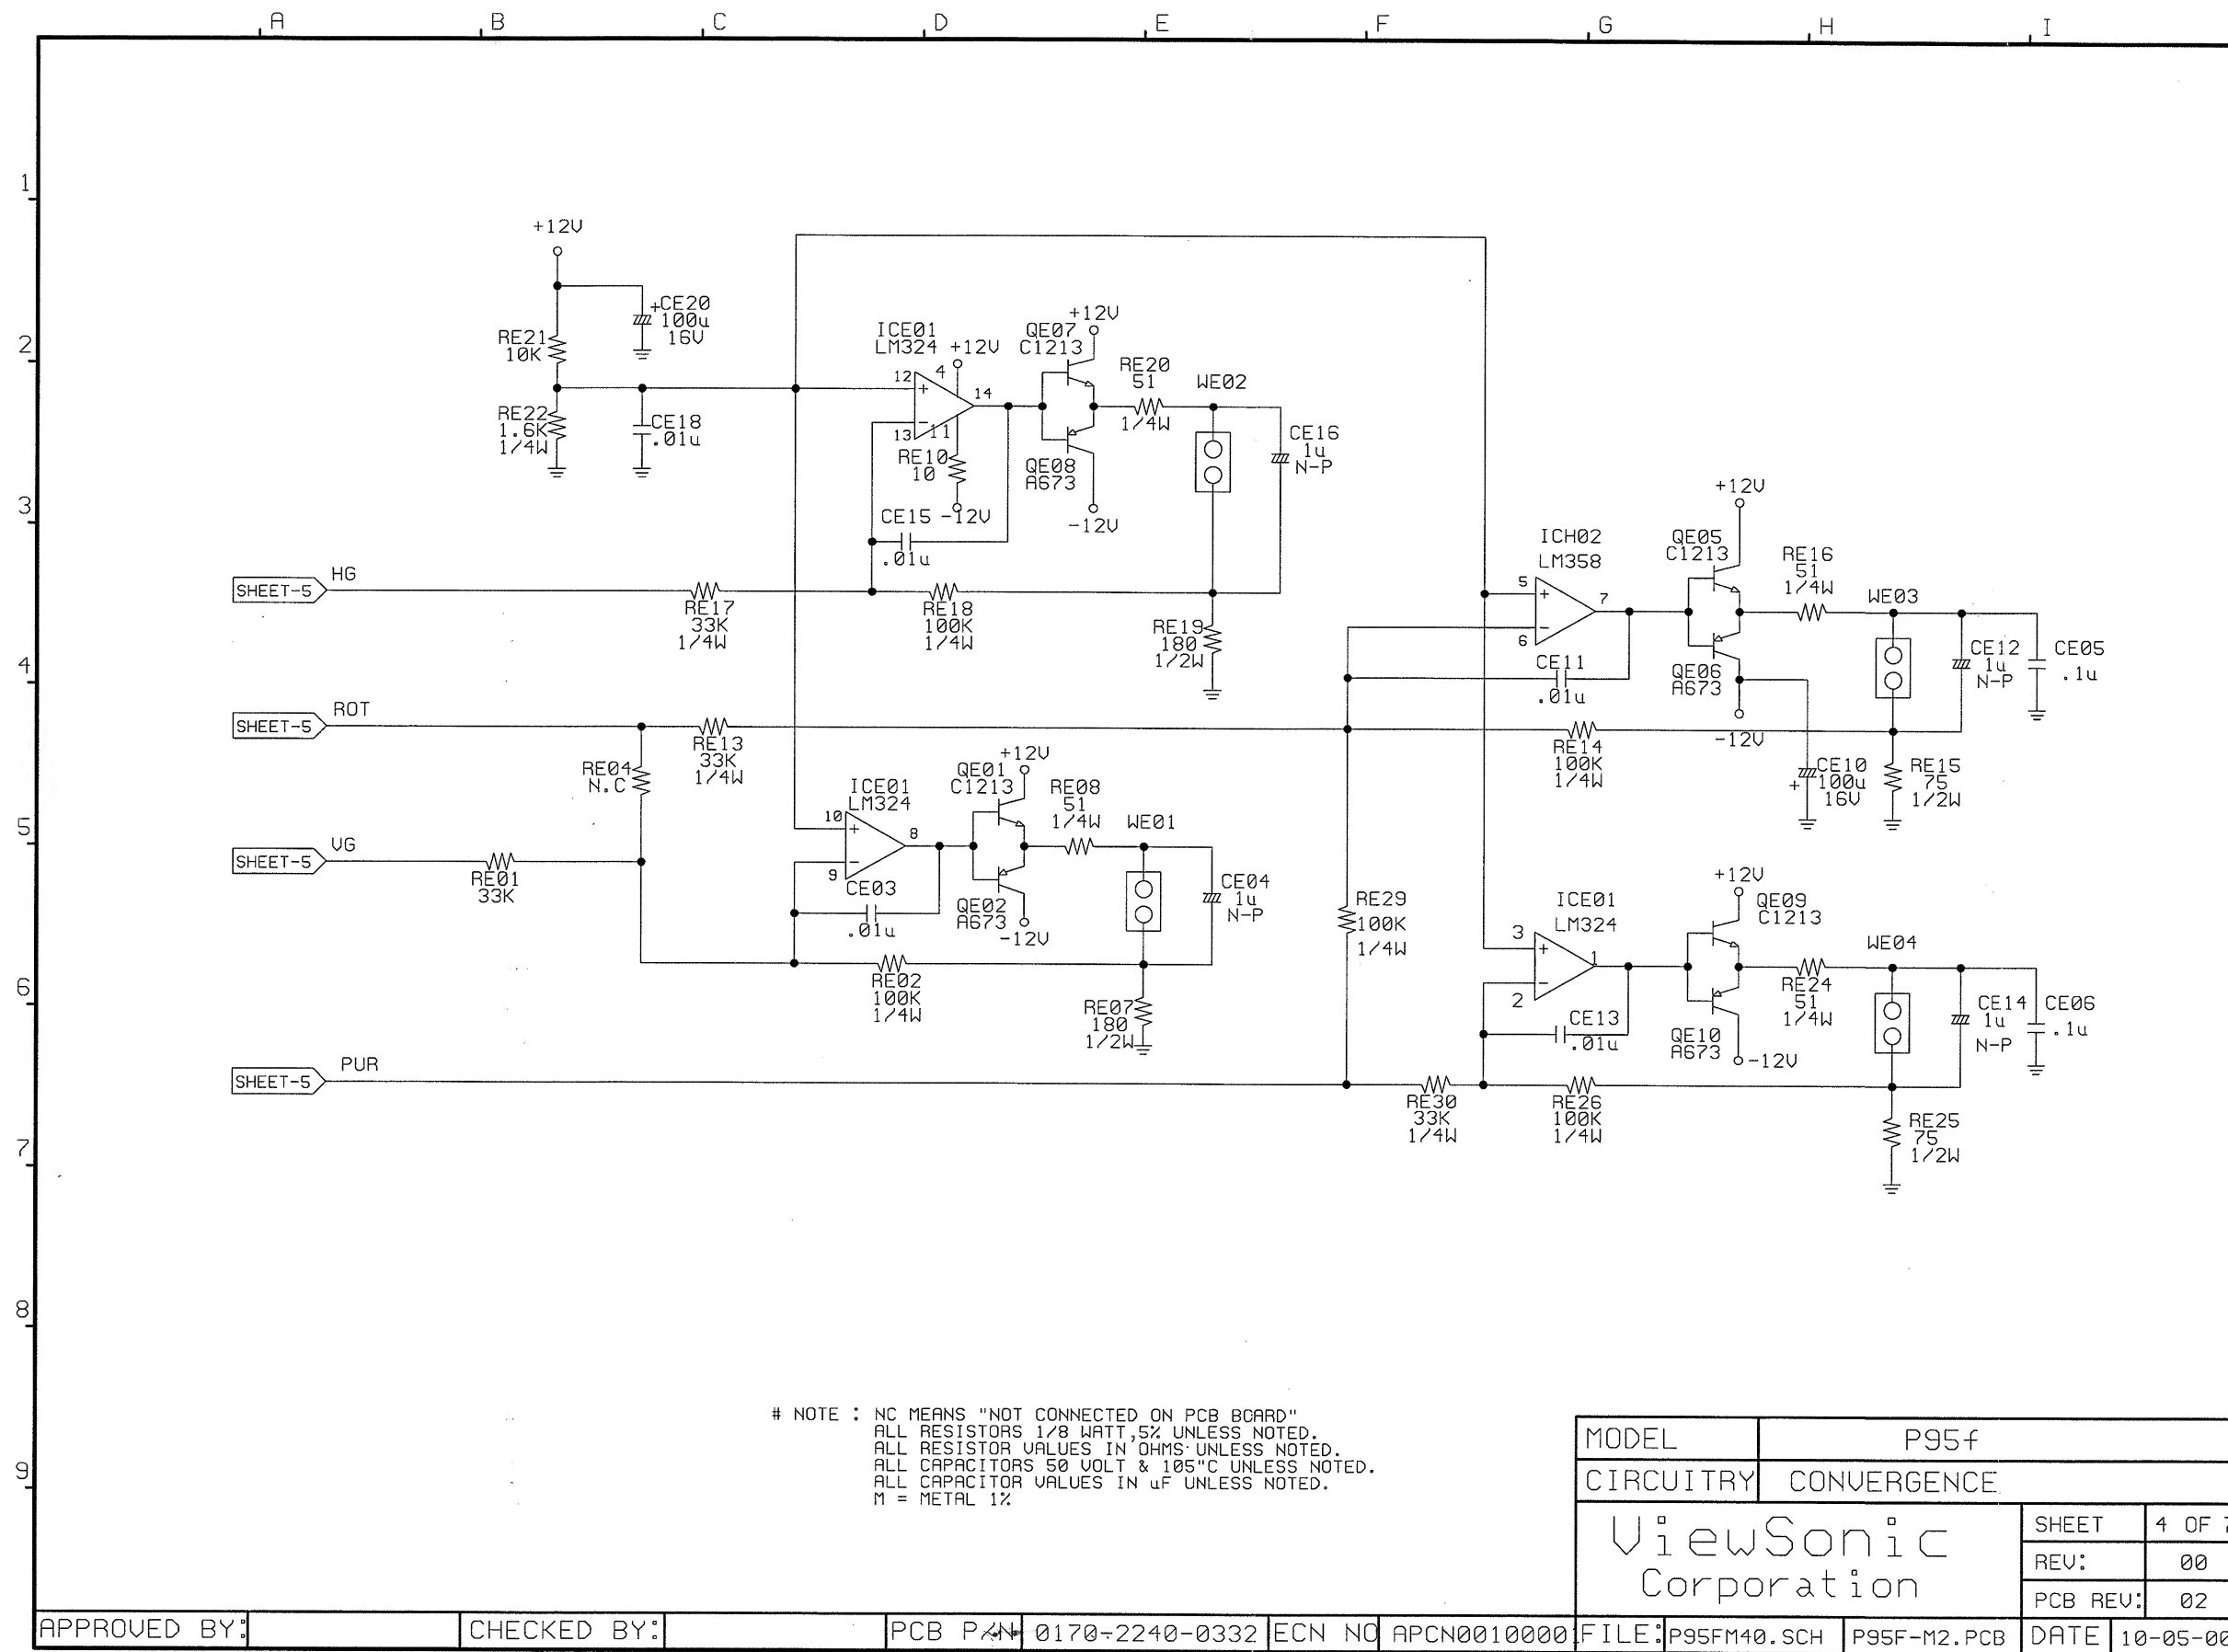 A B C D E F G H I
1
2
3
4
5
6
7
8
9
+12V
+CE20
100u
16V
RE21
10K
RE22
1.6K
1/4W
CE18
.01u
ICE01
LM324 +12V
4
12
+
14
-
13
11
RE10
10
-12V
CE15
.01u
QE07
C1213
+12V
QE08
A673
-12V
RE20
51
1/4W
WE02
CE16
1u
N-P
SHEET-5
HG
RE17
33K
1/4W
RE18
100K
1/4W
RE19
180
1/2W
SHEET-5
ROT
RE13
33K
1/4W
RE04
N.C
SHEET-5
VG
RE01
33K
ICE01
LM324
10
+
8
-
9
CE03
.01u
QE01
C1213
+12V
QE02
A673
-12V
RE08
51
1/4W
WE01
CE04
1u
N-P
RE02
100K
1/4W
RE07
180
1/2W
SHEET-5
PUR
ICH02
LM358
5
+
7
-
6
CE11
.01u
QE05
C1213
+12V
QE06
A673
-12V
RE16
51
1/4W
WE03
CE12
1u
N-P
CE05
.1u
RE14
100K
1/4W
CE10
+
100u
16V
RE15
75
1/2W
RE29
100K
1/4W
ICE01
LM324
3
+
1
-
2
CE13
.01u
+12V
QE09
C1213
QE10
A673
-12V
RE24
51
1/4W
WE04
CE14
1u
N-P
CE06
.1u
RE30
33K
1/4W
RE26
100K
1/4W
RE25
75
1/2W
# NOTE : NC MEANS "NOT CONNECTED ON PCB BOARD"
ALL RESISTORS 1/8 WATT,5% UNLESS NOTED.
ALL RESISTOR VALUES IN OHMS UNLESS NOTED.
ALL CAPACITORS 50 VOLT & 105"C UNLESS NOTED.
ALL CAPACITOR VALUES IN uF UNLESS NOTED.
M = METAL 1%
MODEL P95f
CIRCUITRY CONVERGENCE
ViewSonic
Corporation
SHEET 4 OF
REV: 00
PCB REV: 02
APPROVED BY: CHECKED BY: PCB P/N 0170-2240-0332 ECN NO APCN0010000 FILE: P95FM40.SCH P95F-M2.PCB DATE 10-05-00